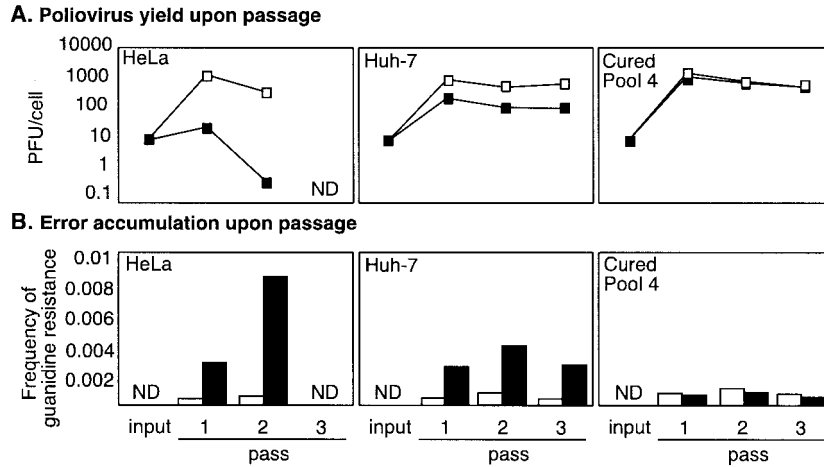 A. Poliovirus yield upon passage
HeLa
Huh-7
Cured
Pool 4
PFU/cell
10000
1000
100
10
1
0.1
ND
B. Error accumulation upon passage
HeLa
Huh-7
Cured
Pool 4
Frequency of
guanidine resistance
0.01
0.008
0.006
0.004
0.002
ND
ND
ND
ND
input 1 2 3
input 1 2 3
input 1 2 3
pass
pass
pass